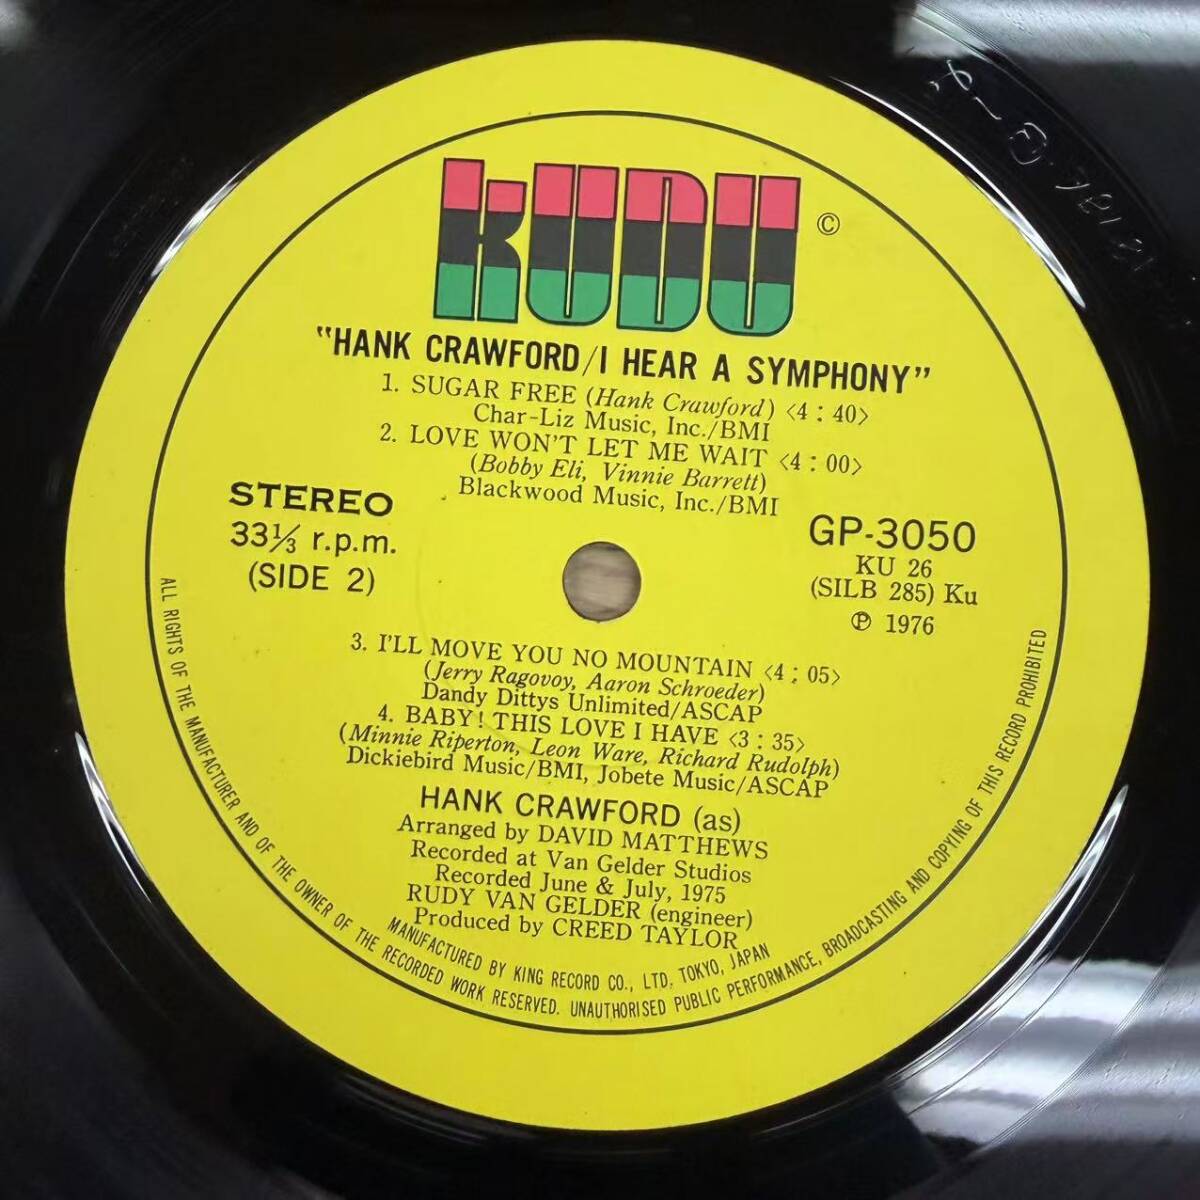 KUDU ©
"HANK CRAWFORD/I HEAR A SYMPHONY"
1. SUGAR FREE (Hank Crawford) <4:40>
Char-Liz Music, Inc./BMI
2. LOVE WON'T LET ME WAIT <4:00>
(Bobby Eli, Vinnie Barrett)
Blackwood Music, Inc./BMI
STEREO
33⅓ r.p.m.
(SIDE 2)
GP-3050
KU 26
(SILB 285) Ku
℗ 1976
3. I'LL MOVE YOU NO MOUNTAIN <4:05>
(Jerry Ragovoy, Aaron Schroeder)
Dandy Dittys Unlimited/ASCAP
4. BABY! THIS LOVE I HAVE <3:35>
(Minnie Riperton, Leon Ware, Richard Rudolph)
Dickiebird Music/BMI, Jobete Music/ASCAP
HANK CRAWFORD (as)
Arranged by DAVID MATTHEWS
Recorded at Van Gelder Studios
Recorded June & July, 1975
RUDY VAN GELDER (engineer)
Produced by CREED TAYLOR
MANUFACTURED BY KING RECORD CO., LTD, TOKYO, JAPAN
ALL RIGHTS OF THE MANUFACTURER AND OF THE OWNER OF THE RECORDED WORK RESERVED. UNAUTHORISED PUBLIC PERFORMANCE, BROADCASTING AND COPYING OF THIS RECORD PROHIBITED